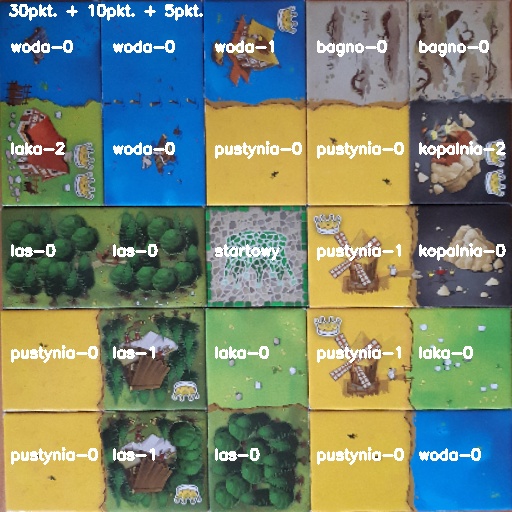 30pkt. + 10pkt. + 5pkt.
woda-0 woda-0 woda-1 bagno-0 bagno-0
laka-2 woda-0 pustynia-0 pustynia-0 kopalnia-2
las-0 las-0 startowy pustynia-1 kopalnia-0
pustynia-0 las-1 laka-0 pustynia-1 laka-0
pustynia-0 las-1 las-0 pustynia-0 woda-0